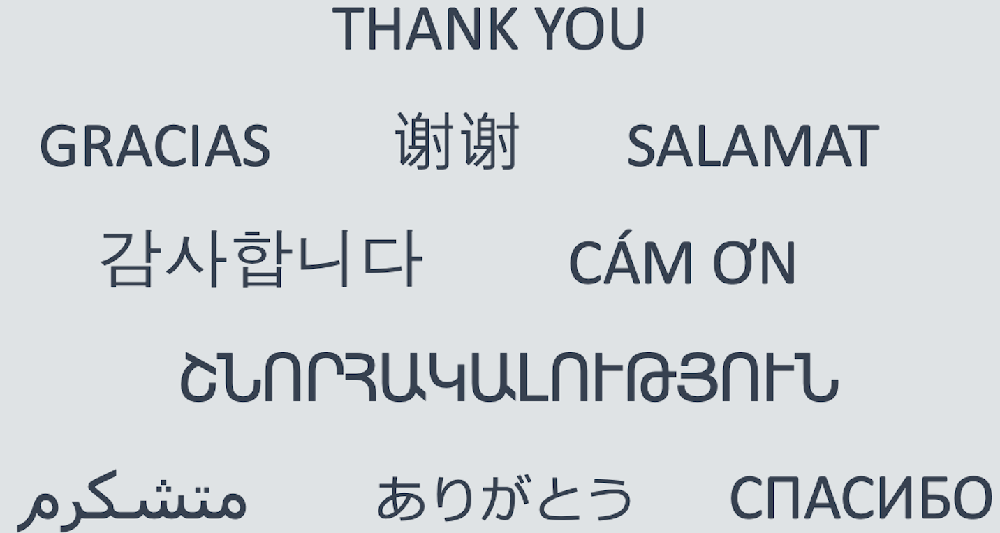 THANK YOU
GRACIAS 谢谢 SALAMAT
감사합니다 CÁM ƠN
ՇՆՈՐՀԱԿԱԼՈՒԹՅՈՒՆ
متشکرم ありがとう СПАСИБО